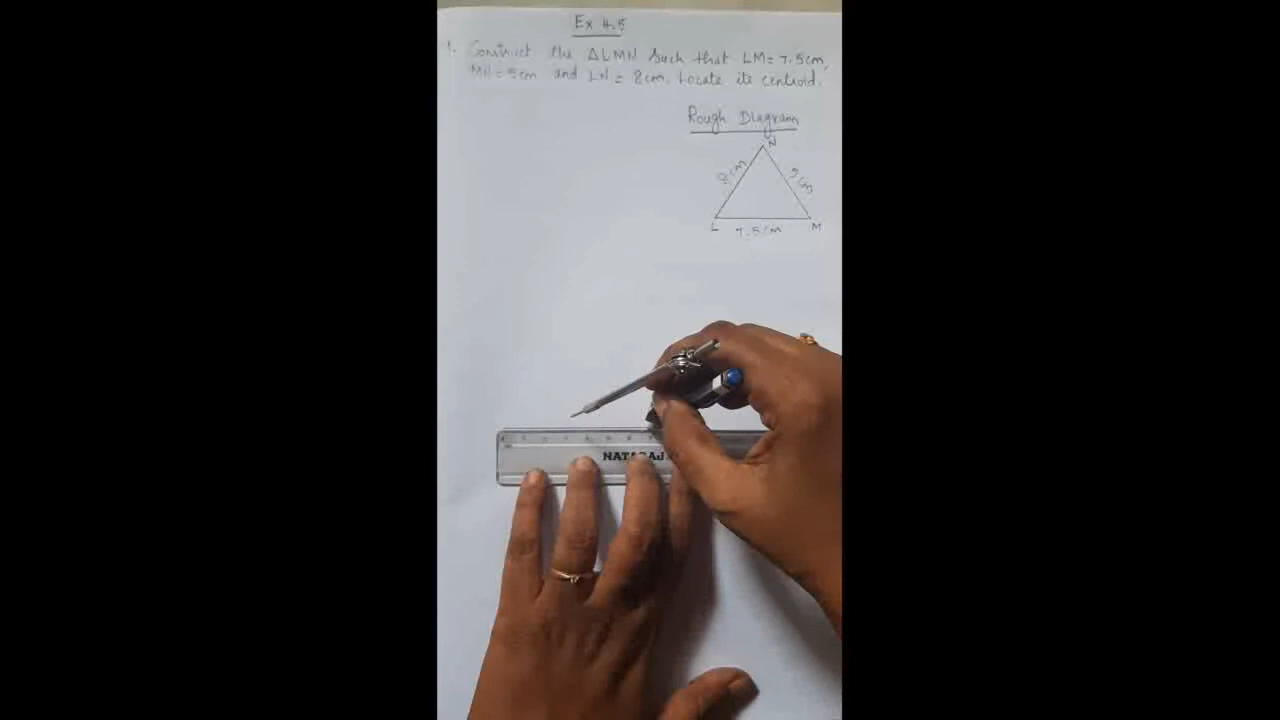 Ex 4.5
1. Construct the ΔLMN such that LM = 7.5cm,
MN = 5cm and LN = 8cm. Locate its centroid.
Rough Diagram
N
8cm
5cm
L
M
7.5cm
NATARAJ